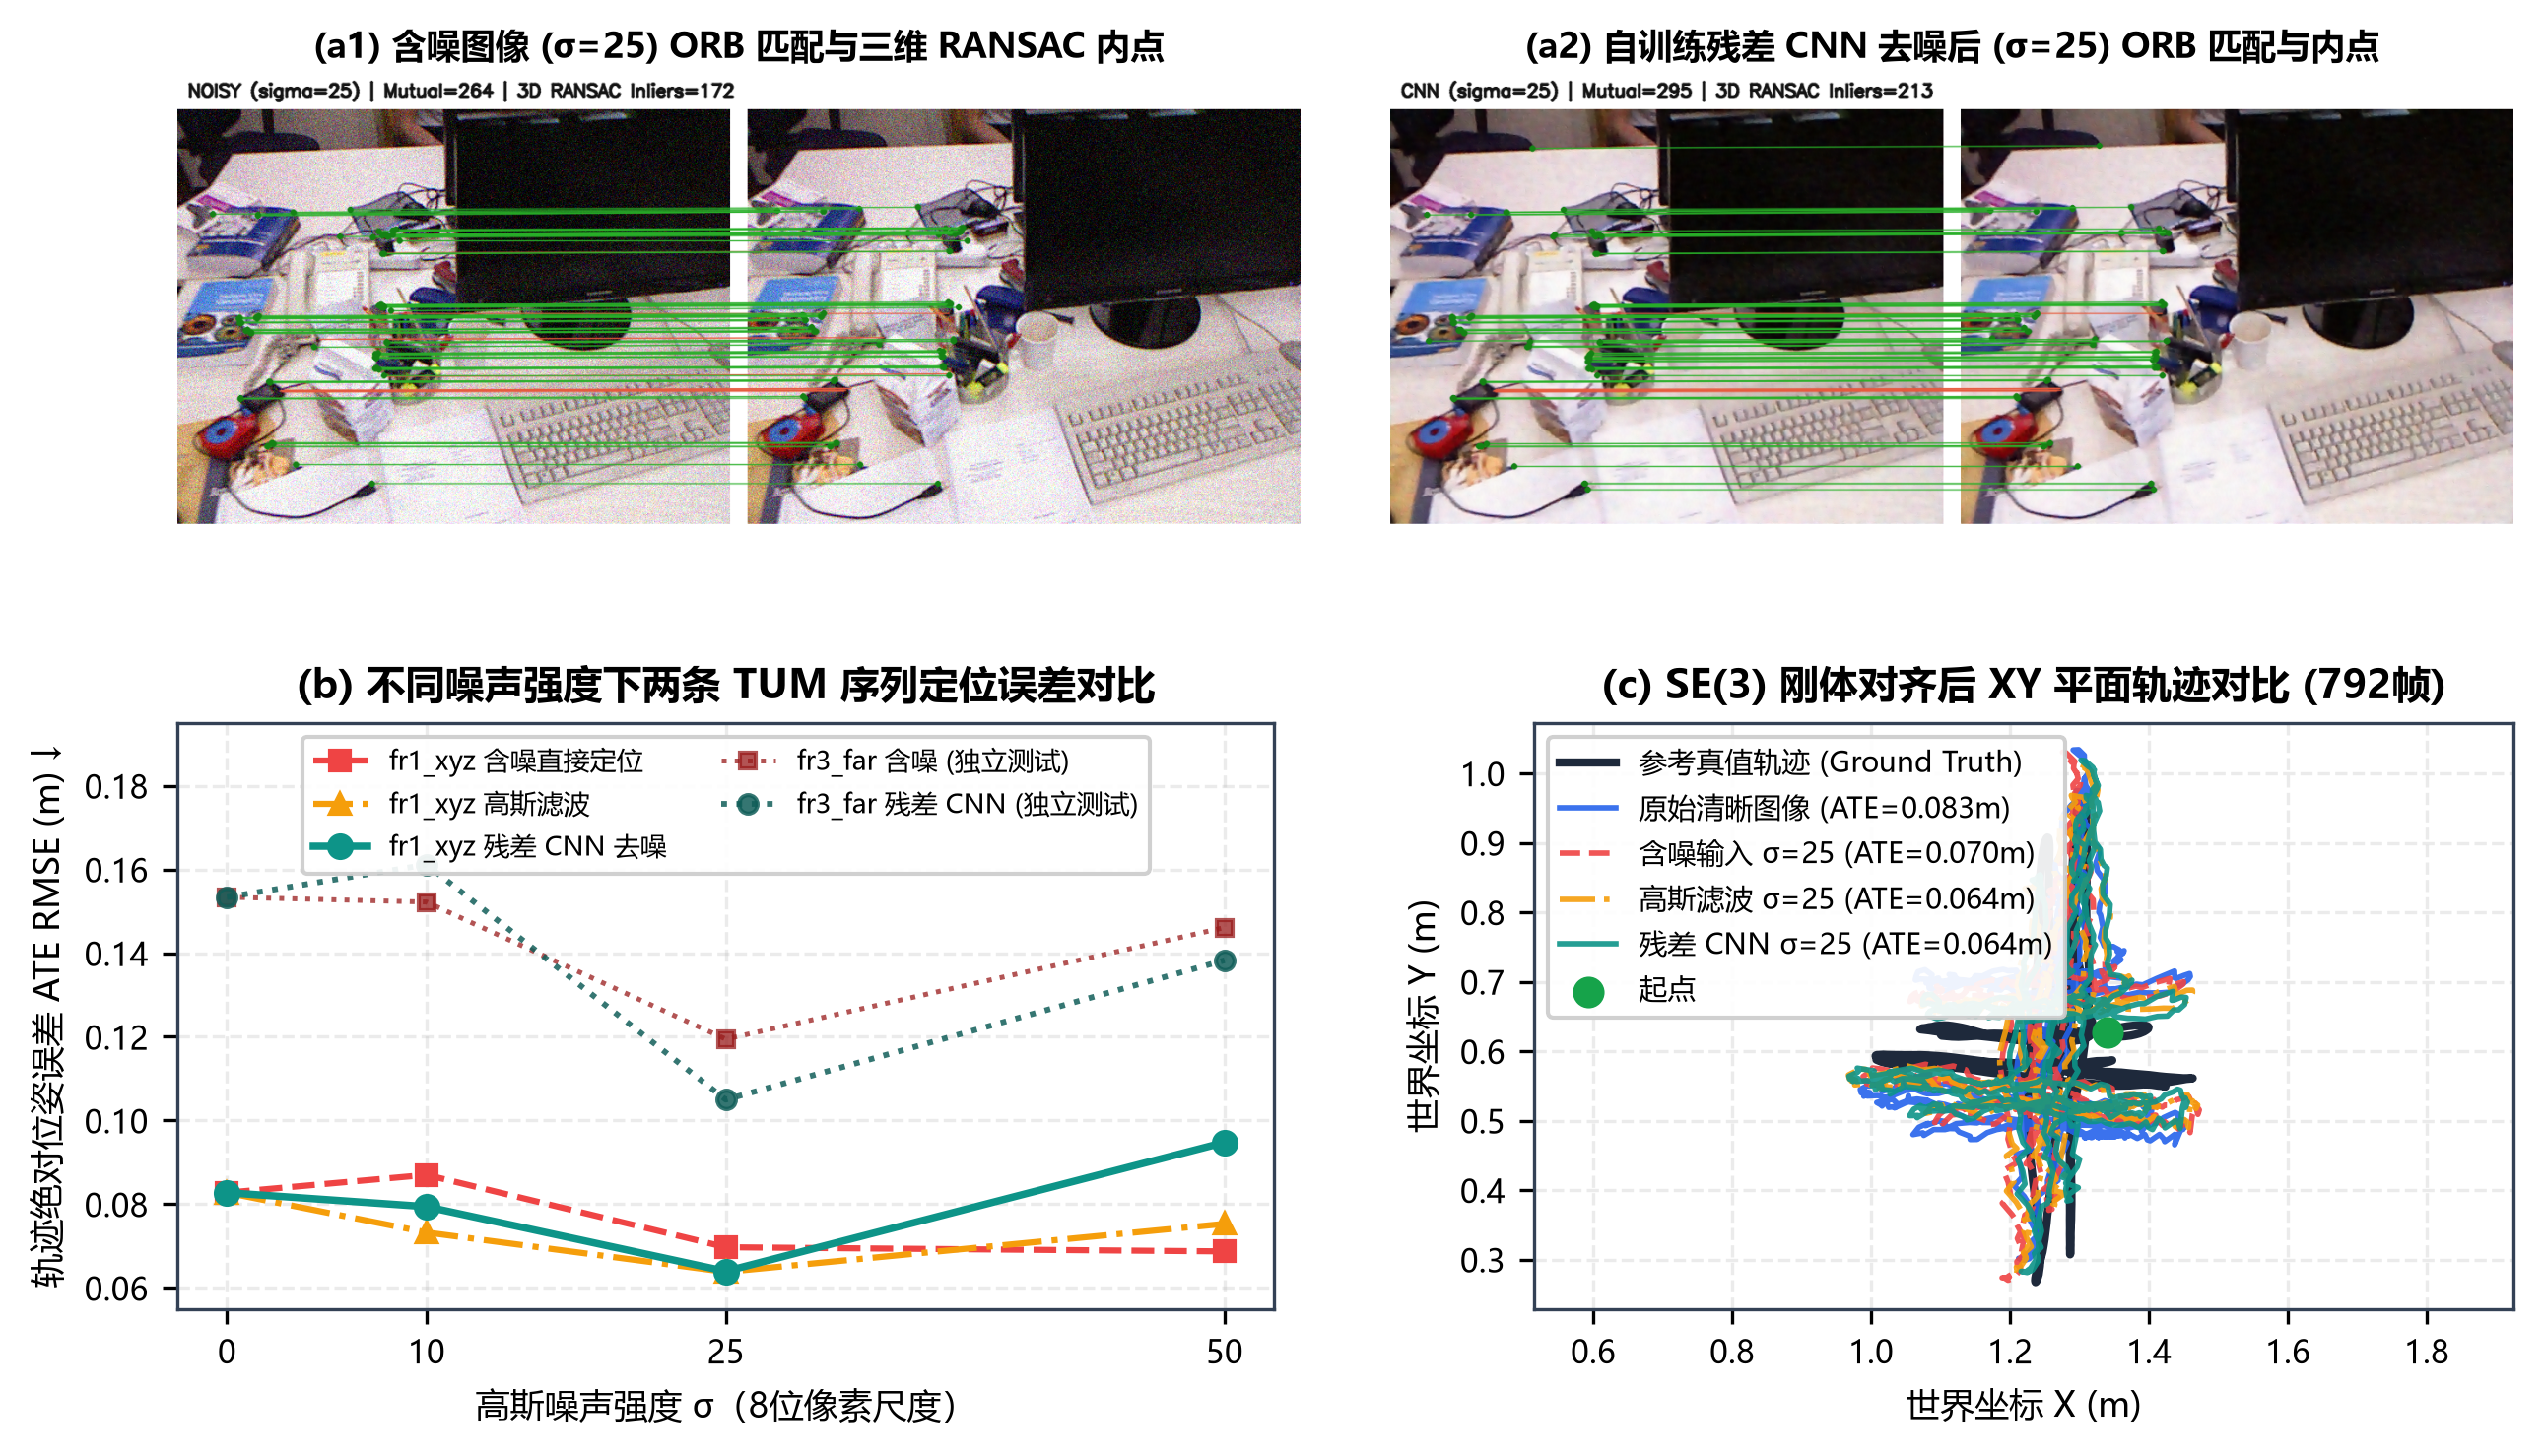 (a1) 含噪图像 (σ=25) ORB 匹配与三维 RANSAC 内点
NOISY (sigma=25) | Mutual=264 | 3D RANSAC Inliers=172
(a2) 自训练残差 CNN 去噪后 (σ=25) ORB 匹配与内点
CNN (sigma=25) | Mutual=295 | 3D RANSAC Inliers=213
(b) 不同噪声强度下两条 TUM 序列定位误差对比
轨迹绝对位姿误差 ATE RMSE (m) ↓
0.18
0.16
0.14
0.12
0.10
0.08
0.06
fr1_xyz 含噪直接定位
fr1_xyz 高斯滤波
fr1_xyz 残差 CNN 去噪
fr3_far 含噪 (独立测试)
fr3_far 残差 CNN (独立测试)
0
10
25
50
高斯噪声强度 σ（8位像素尺度）
(c) SE(3) 刚体对齐后 XY 平面轨迹对比 (792帧)
世界坐标 Y (m)
1.0
0.9
0.8
0.7
0.6
0.5
0.4
0.3
参考真值轨迹 (Ground Truth)
原始清晰图像 (ATE=0.083m)
含噪输入 σ=25 (ATE=0.070m)
高斯滤波 σ=25 (ATE=0.064m)
残差 CNN σ=25 (ATE=0.064m)
起点
0.6
0.8
1.0
1.2
1.4
1.6
1.8
世界坐标 X (m)